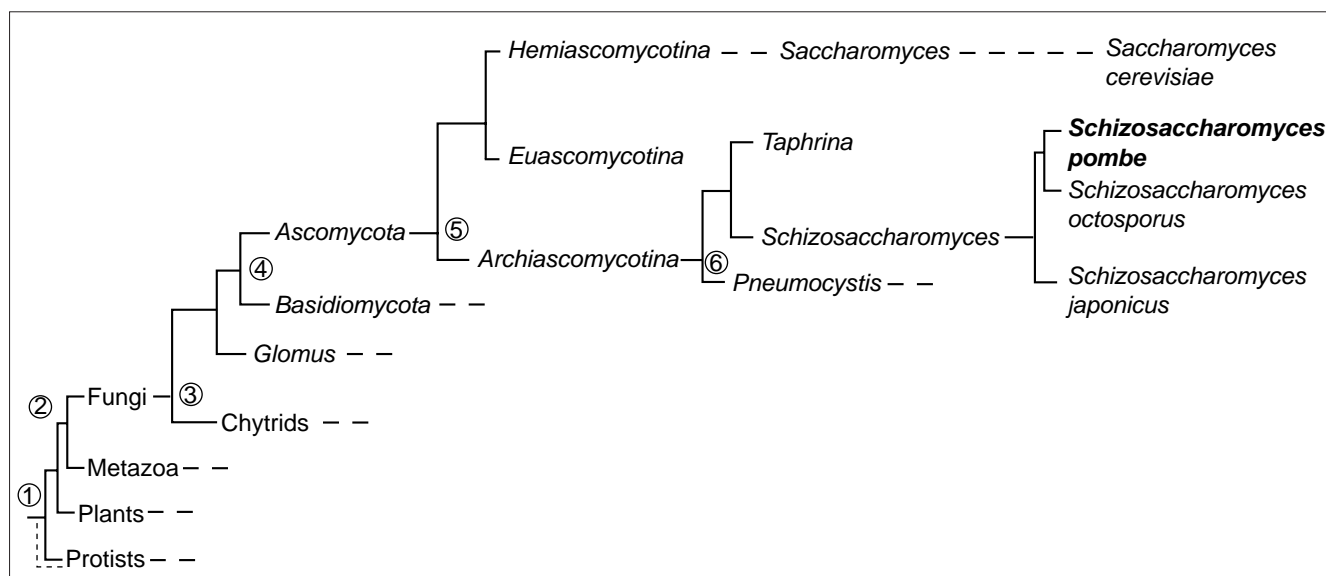 Hemiascomycotina
Saccharomyces
Saccharomyces
cerevisiae
Schizosaccharomyces
pombe
Taphrina
Euascomycotina
Schizosaccharomyces
octosporus
Ascomycota
⑤
Schizosaccharomyces
Archiascomycotina
⑥
④
Pneumocystis
Schizosaccharomyces
japonicus
Basidiomycota
Glomus
Fungi
③
②
Chytrids
Metazoa
①
Plants
Protists